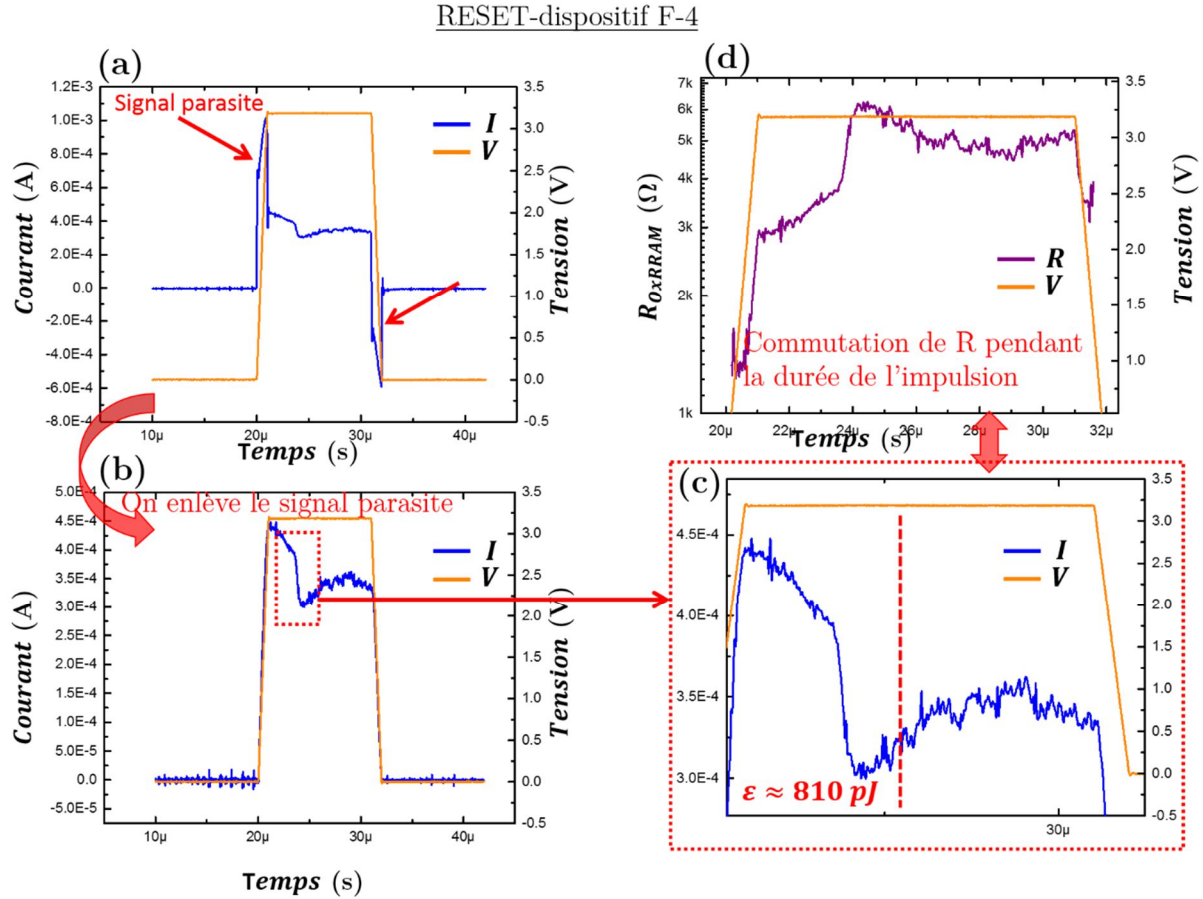 RESET-dispositif F-4
(a)
1.2E-3
1.0E-3
8.0E-4
6.0E-4
4.0E-4
2.0E-4
0.0
-2.0E-4
-4.0E-4
-6.0E-4
-8.0E-4
Courant (A)
Signal parasite
I
V
3.5
3.0
2.5
2.0
1.5
1.0
0.5
0.0
-0.5
Tension (V)
10µ 20µ 30µ 40µ
Temps (s)
(d)
7k
6k
5k
4k
3k
2k
1k
ROxRRAM (Ω)
R
V
Commutation de R pendant
la durée de l'impulsion
3.5
3.0
2.5
2.0
1.5
1.0
Tension (V)
20µ 22µ 24µ 26µ 28µ 30µ 32µ
Temps (s)
(b)
On enlève le signal parasite
5.0E-4
4.5E-4
4.0E-4
3.5E-4
3.0E-4
2.5E-4
2.0E-4
1.5E-4
1.0E-4
5.0E-5
0.0
-5.0E-5
Courant (A)
I
V
3.5
3.0
2.5
2.0
1.5
1.0
0.5
0.0
-0.5
Tension (V)
10µ 20µ 30µ 40µ
Temps (s)
(c)
4.5E-4
4.0E-4
3.5E-4
3.0E-4
I
V
ε ≈ 810 pJ
3.5
3.0
2.5
2.0
1.5
1.0
0.5
0.0
-0.5
30µ